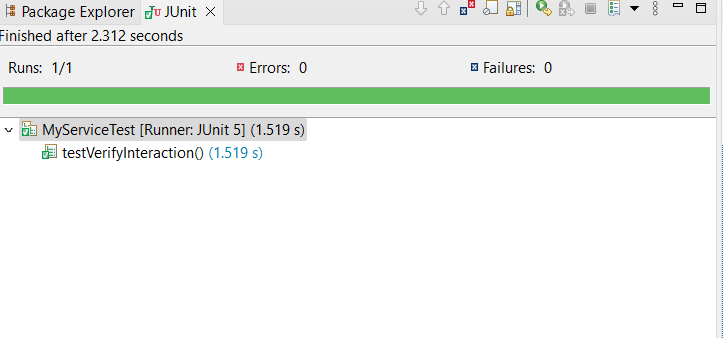 Package Explorer JUnit
Finished after 2.312 seconds
Runs: 1/1 Errors: 0 Failures: 0
MyServiceTest [Runner: JUnit 5] (1.519 s)
testVerifyInteraction() (1.519 s)